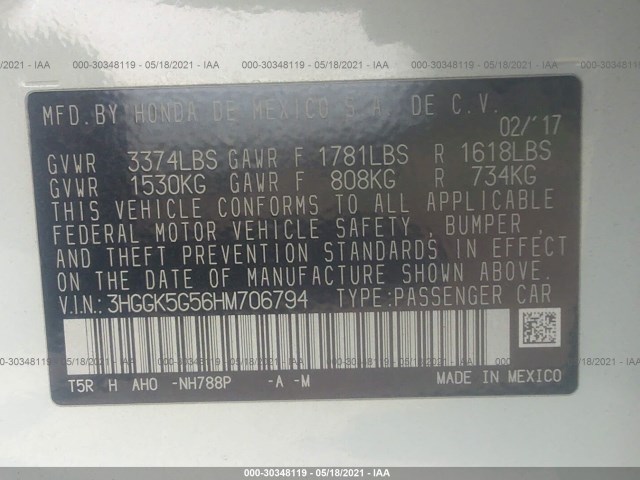 000-30348119 - 05/18/2021 - IAA
MFD. BY HONDA DE MEXICO S.A. DE C.V.
02/'17
GVWR 3374LBS GAWR F 1781LBS R 1618LBS
GVWR 1530KG GAWR F 808KG R 734KG
THIS VEHICLE CONFORMS TO ALL APPLICABLE
FEDERAL MOTOR VEHICLE SAFETY, BUMPER,
AND THEFT PREVENTION STANDARDS IN EFFECT
ON THE DATE OF MANUFACTURE SHOWN ABOVE.
V.I.N.: 3HGGK5G56HM706794 TYPE: PASSENGER CAR
T5R H AHO -NH788P -A -M MADE IN MEXICO
000-30348119 - 05/18/2021 - IAA
000-30348119 - 05/18/2021 - IAA